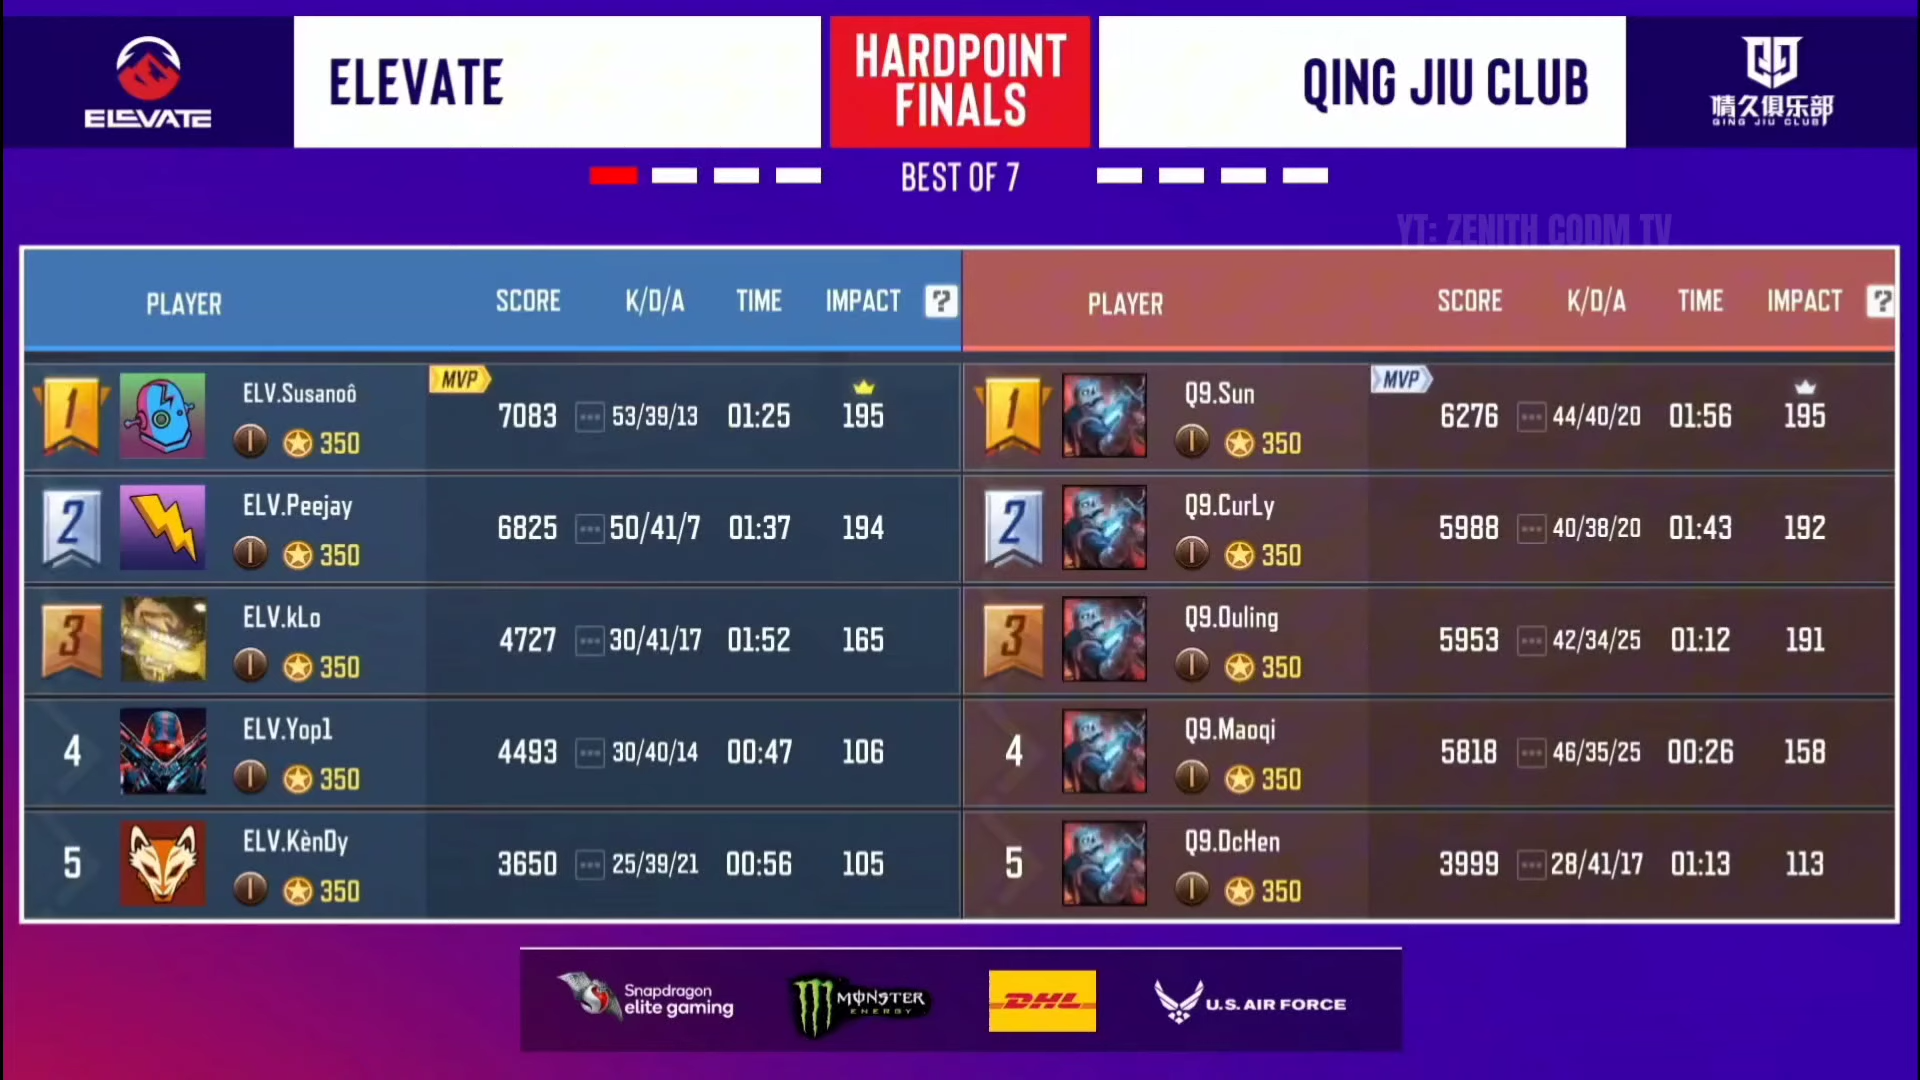 ELEVATE
ELEVATE
HARDPOINT
FINALS
QING JIU CLUB
情久俱乐部
QING JIU CLUB
BEST OF 7
YT: ZENITH CODM TV
PLAYER SCORE K/D/A TIME IMPACT ?
PLAYER SCORE K/D/A TIME IMPACT ?
1 ELV.Susanoô MVP 7083 53/39/13 01:25 195
350
1 Q9.Sun MVP 6276 44/40/20 01:56 195
350
2 ELV.Peejay 6825 50/41/7 01:37 194
350
2 Q9.CurLy 5988 40/38/20 01:43 192
350
3 ELV.kLo 4727 30/41/17 01:52 165
350
3 Q9.Ouling 5953 42/34/25 01:12 191
350
4 ELV.Yop1 4493 30/40/14 00:47 106
350
4 Q9.Maoqi 5818 46/35/25 00:26 158
350
5 ELV.KènDy 3650 25/39/21 00:56 105
350
5 Q9.DcHen 3999 28/41/17 01:13 113
350
Snapdragon
elite gaming
MONSTER
ENERGY
DHL
U.S. AIR FORCE